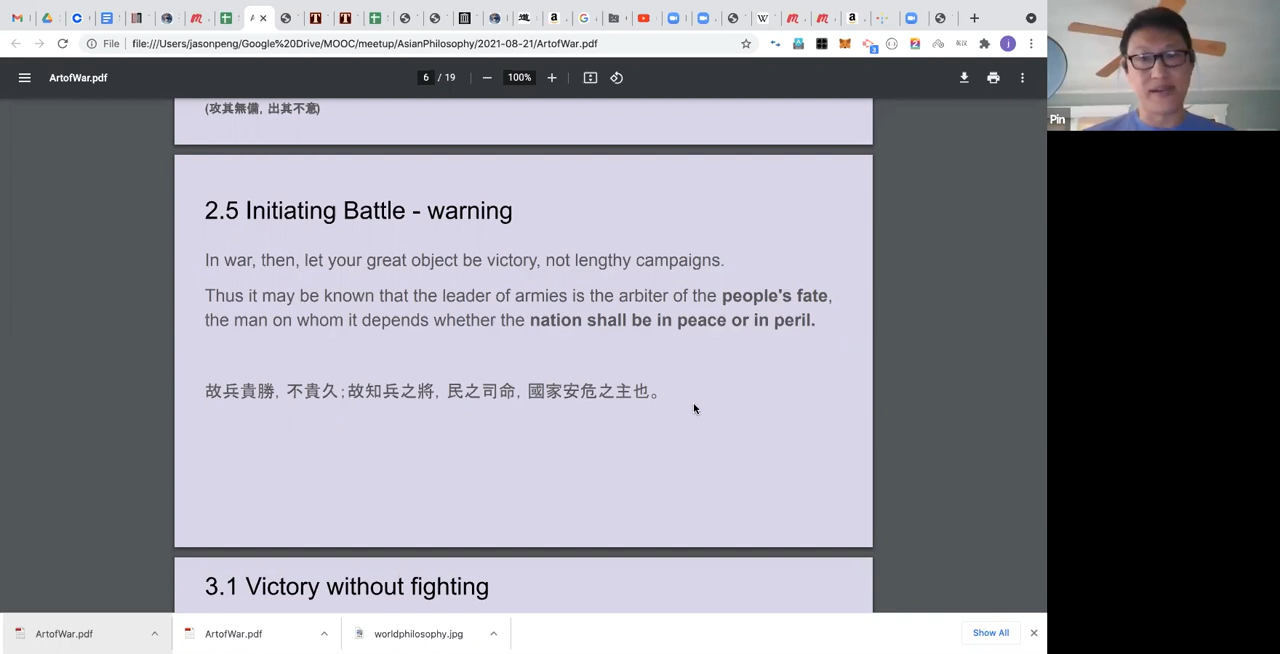 File
file:///Users/jasonpeng/Google%20Drive/MOOC/meetup/AsianPhilosophy/2021-08-21/ArtofWar.pdf
ArtofWar.pdf
6 / 19
100%
Pin
(攻其無備, 出其不意)
2.5 Initiating Battle - warning
In war, then, let your great object be victory, not lengthy campaigns.
Thus it may be known that the leader of armies is the arbiter of the people's fate,
the man on whom it depends whether the nation shall be in peace or in peril.
故兵貴勝, 不貴久;故知兵之將, 民之司命, 國家安危之主也。
3.1 Victory without fighting
ArtofWar.pdf
ArtofWar.pdf
worldphilosophy.jpg
Show All